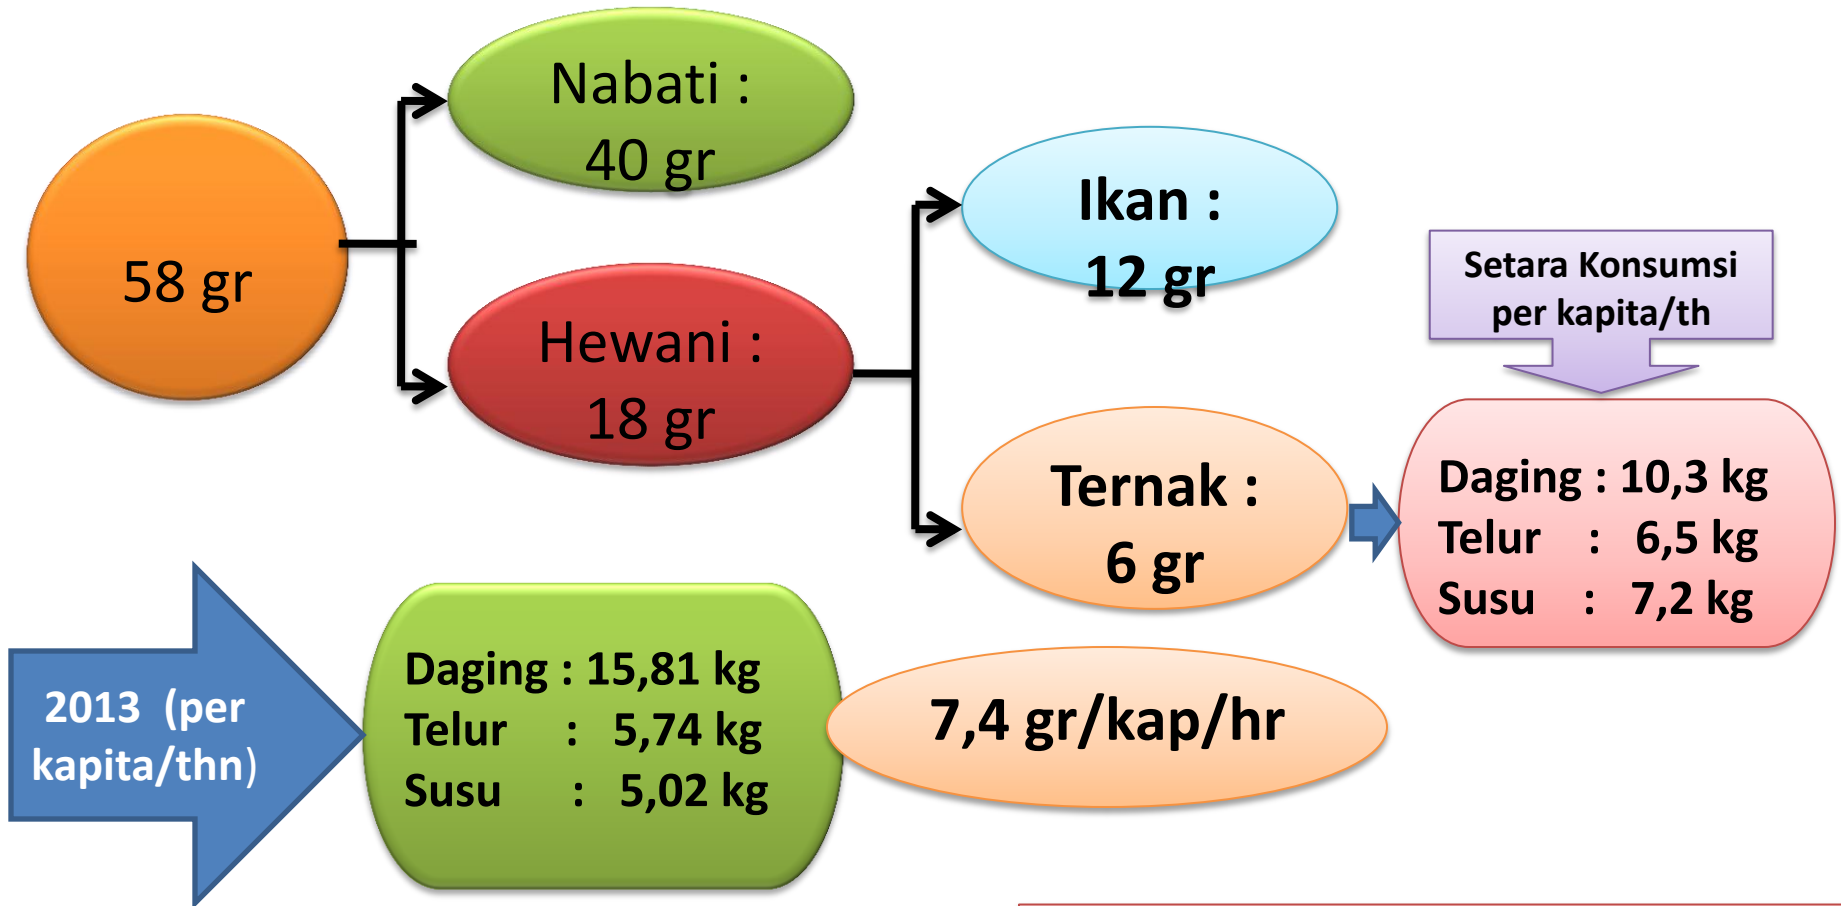 58 gr
Nabati :
40 gr
Hewani :
18 gr
Ikan :
12 gr
Ternak :
6 gr
Setara Konsumsi
per kapita/th
Daging : 10,3 kg
Telur : 6,5 kg
Susu : 7,2 kg
2013 (per
kapita/thn)
Daging : 15,81 kg
Telur : 5,74 kg
Susu : 5,02 kg
7,4 gr/kap/hr